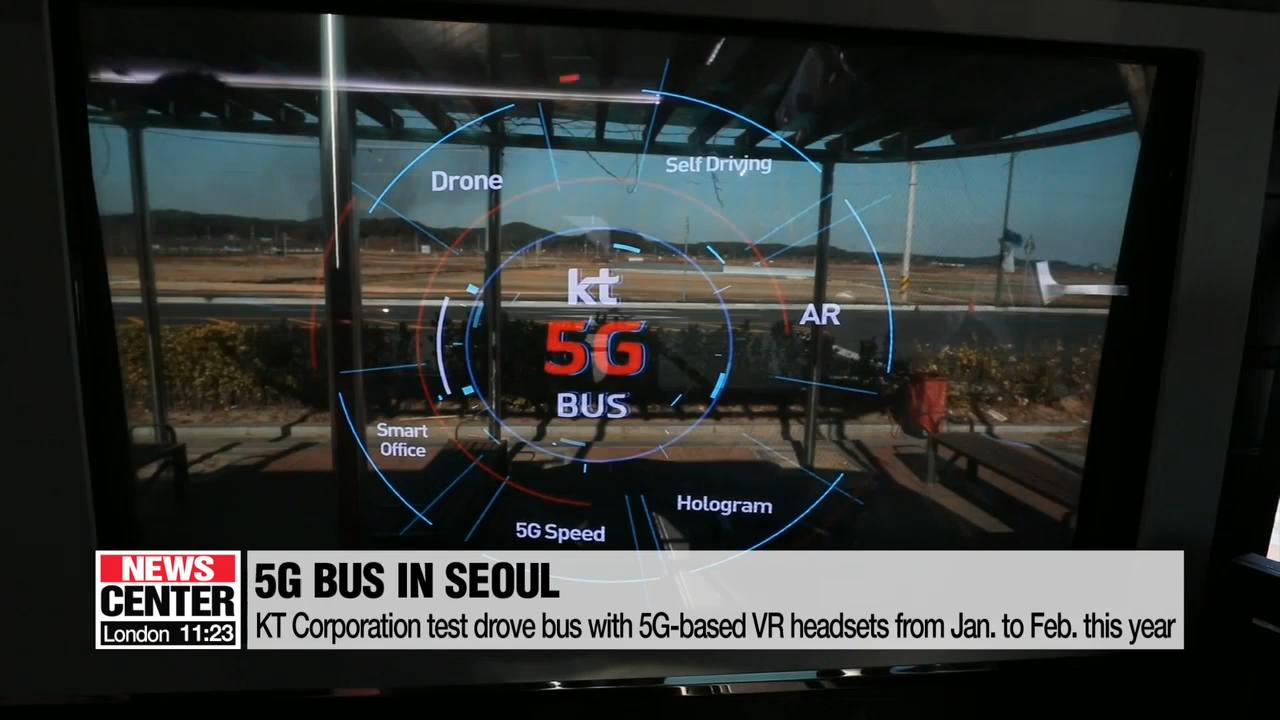 Drone
Self Driving
kt
5G
BUS
AR
Smart
Office
Hologram
5G Speed
NEWS
CENTER
London 11:23
5G BUS IN SEOUL
KT Corporation test drove bus with 5G-based VR headsets from Jan. to Feb. this year